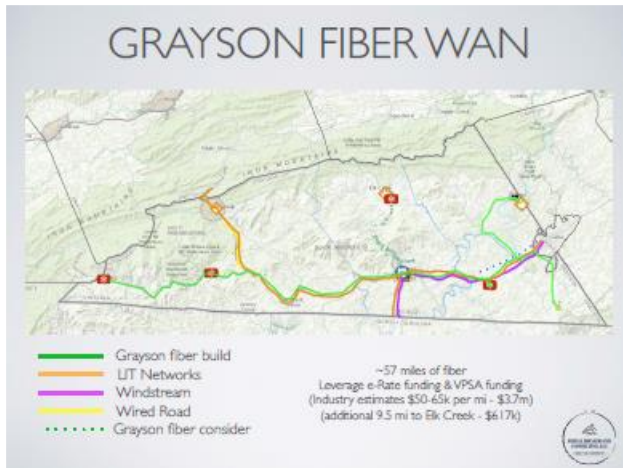 GRAYSON FIBER WAN
IRON MOUNTAINS
Grayson fiber build
LIT Networks
Windstream
Wired Road
Grayson fiber consider
~57 miles of fiber
Leverage e-Rate funding & VPSA funding
(Industry estimates $50-65k per mi - $3.7m)
(additional 9.5 mi to Elk Creek - $617k)